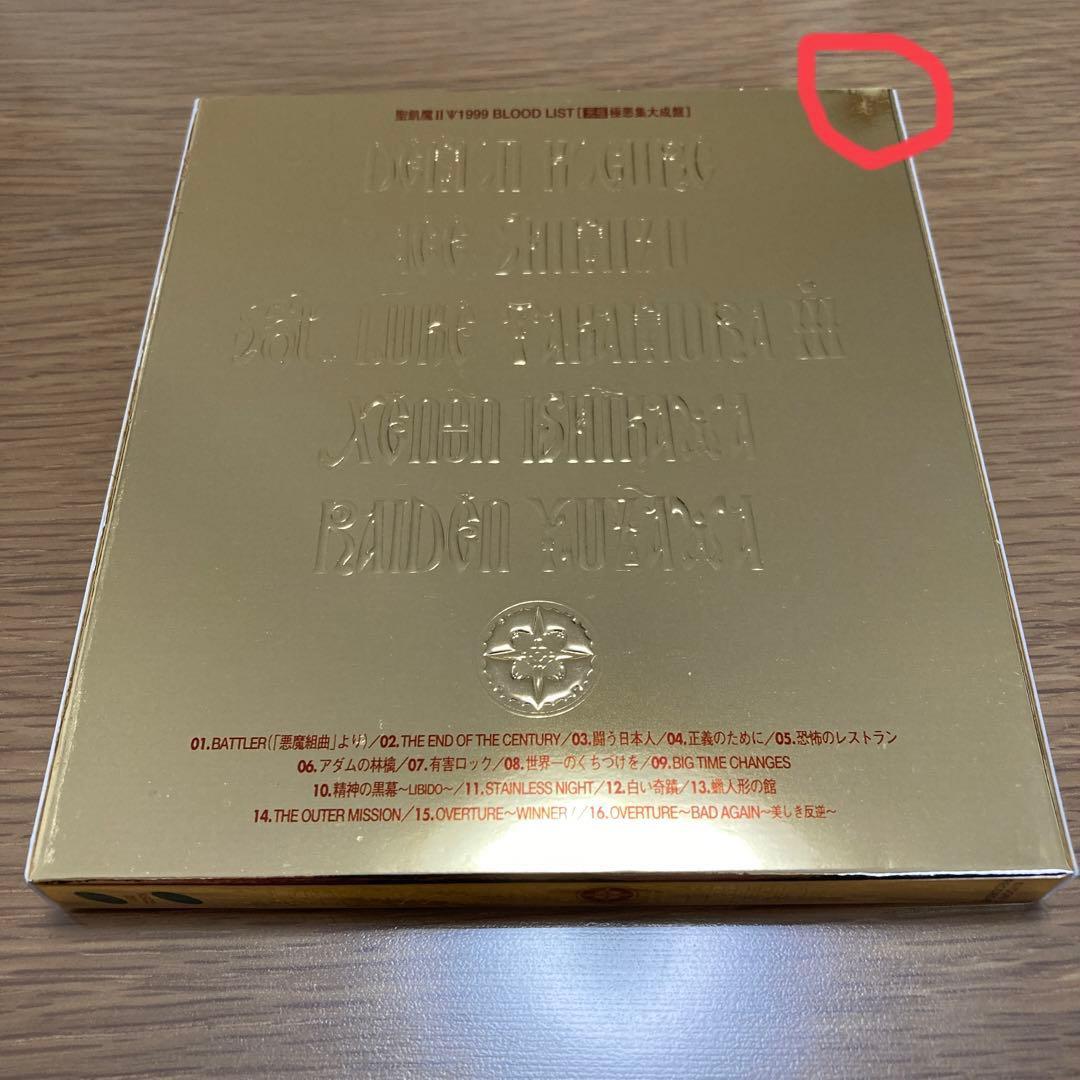 聖飢魔II Ψ1999 BLOOD LIST [元祖極悪集大成盤]
DEMON KOGURE
ACE SHIMIZU
Sgt. LUKE TAKAMURA III
XENON ISHIKAWA
RAIDEN YUZAWA
01.BATTLER(「悪魔組曲」より)/02.THE END OF THE CENTURY/03.闘う日本人/04.正義のために/05.恐怖のレストラン
06.アダムの林檎/07.有害ロック/08.世界一のくちづけを/09.BIG TIME CHANGES
10.精神の黒幕〜LIBIDO〜/11.STAINLESS NIGHT/12.白い奇蹟/13.蠟人形の館
14.THE OUTER MISSION/15.OVERTURE〜WINNER!/16.OVERTURE〜BAD AGAIN〜美しき反逆〜